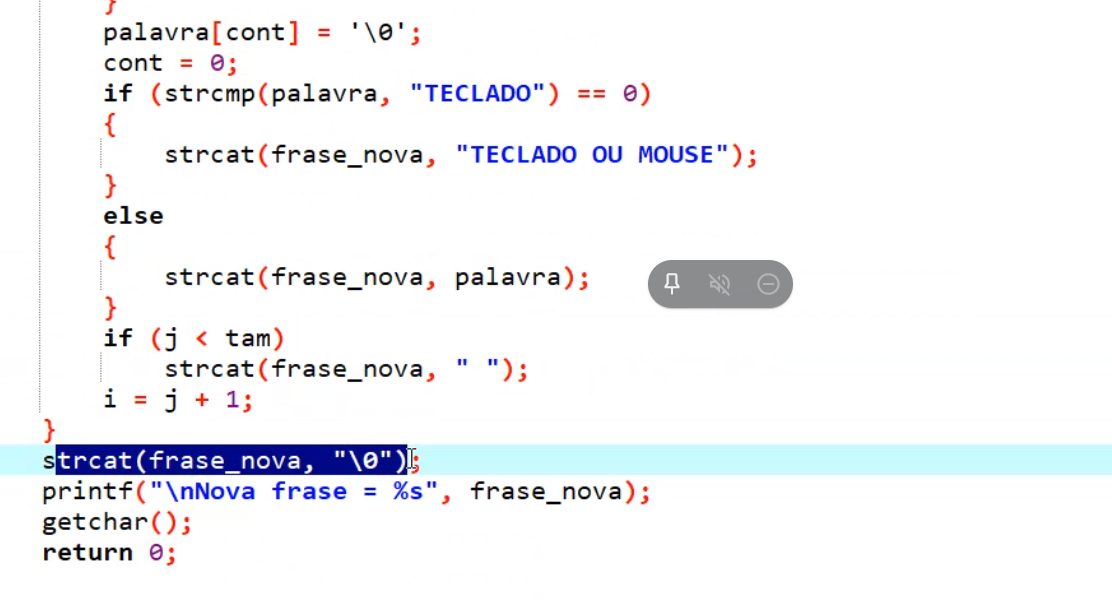 }
palavra[cont] = '\0';
cont = 0;
if (strcmp(palavra, "TECLADO") == 0)
{
strcat(frase_nova, "TECLADO OU MOUSE");
}
else
{
strcat(frase_nova, palavra);
}
if (j < tam)
strcat(frase_nova, " ");
i = j + 1;
}
strcat(frase_nova, "\0");
printf("\nNova frase = %s", frase_nova);
getchar();
return 0;